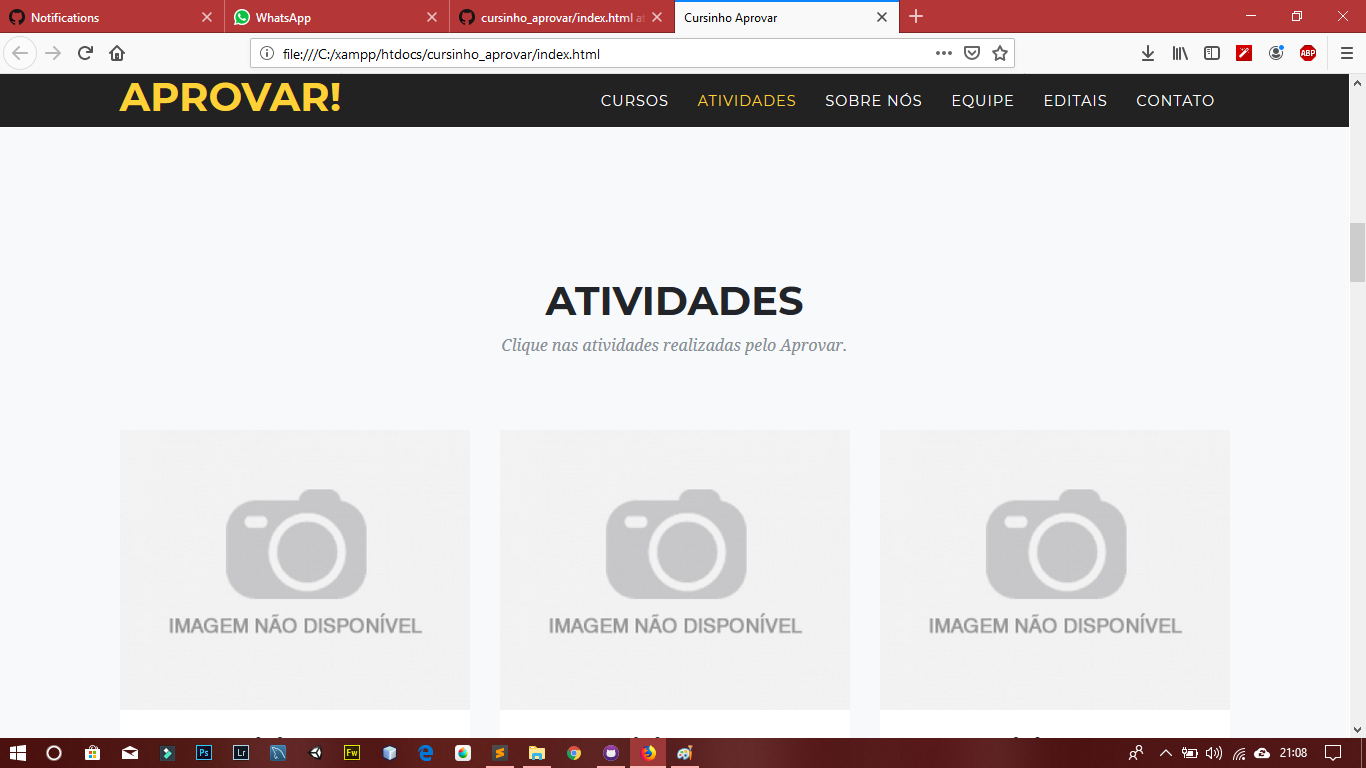 Notifications
WhatsApp
cursinho_aprovar/index.html a
Cursinho Aprovar
file:///C:/xampp/htdocs/cursinho_aprovar/index.html
ABP
APROVAR!
CURSOS
ATIVIDADES
SOBRE NÓS
EQUIPE
EDITAIS
CONTATO
ATIVIDADES
Clique nas atividades realizadas pelo Aprovar.
IMAGEM NÃO DISPONÍVEL
IMAGEM NÃO DISPONÍVEL
IMAGEM NÃO DISPONÍVEL
Ps
Lr
Fw
21:08